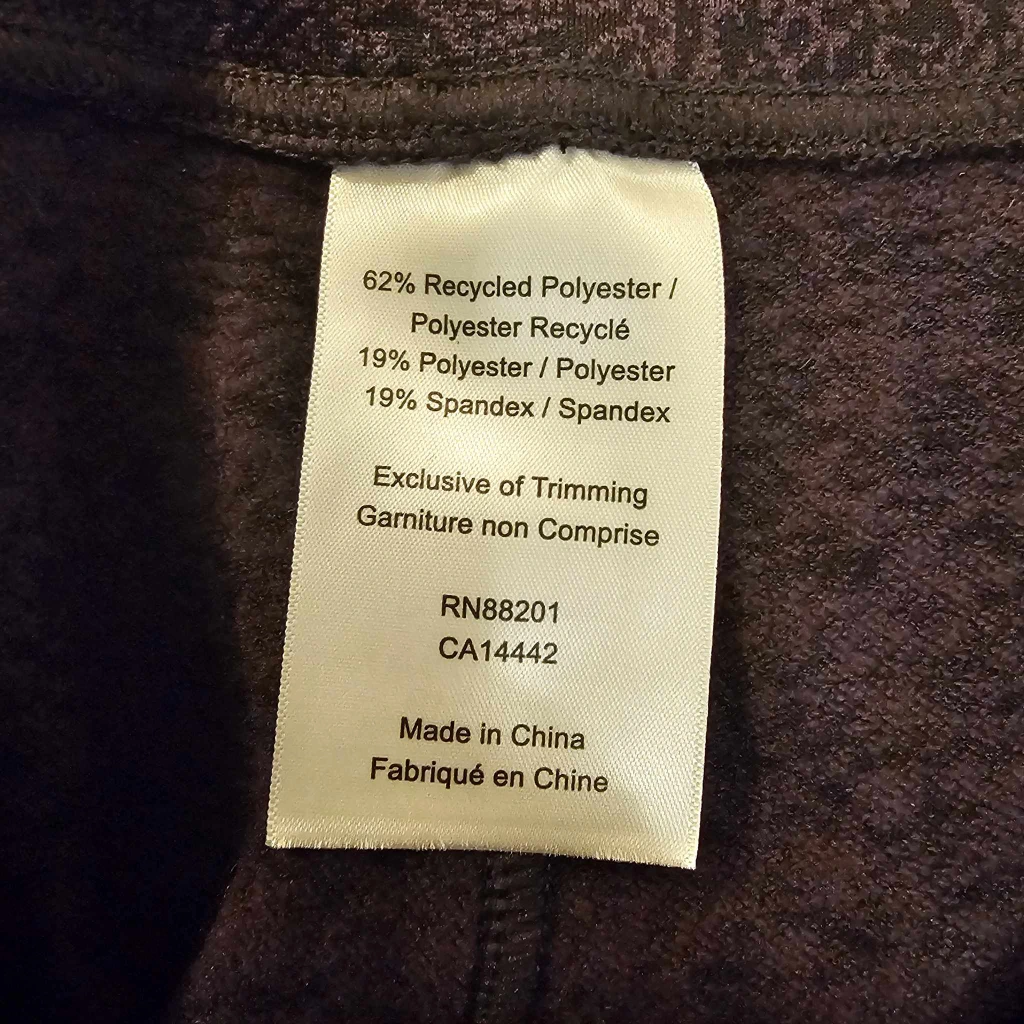 62% Recycled Polyester /
Polyester Recyclé
19% Polyester / Polyester
19% Spandex / Spandex
Exclusive of Trimming
Garniture non Comprise
RN88201
CA14442
Made in China
Fabriqué en Chine